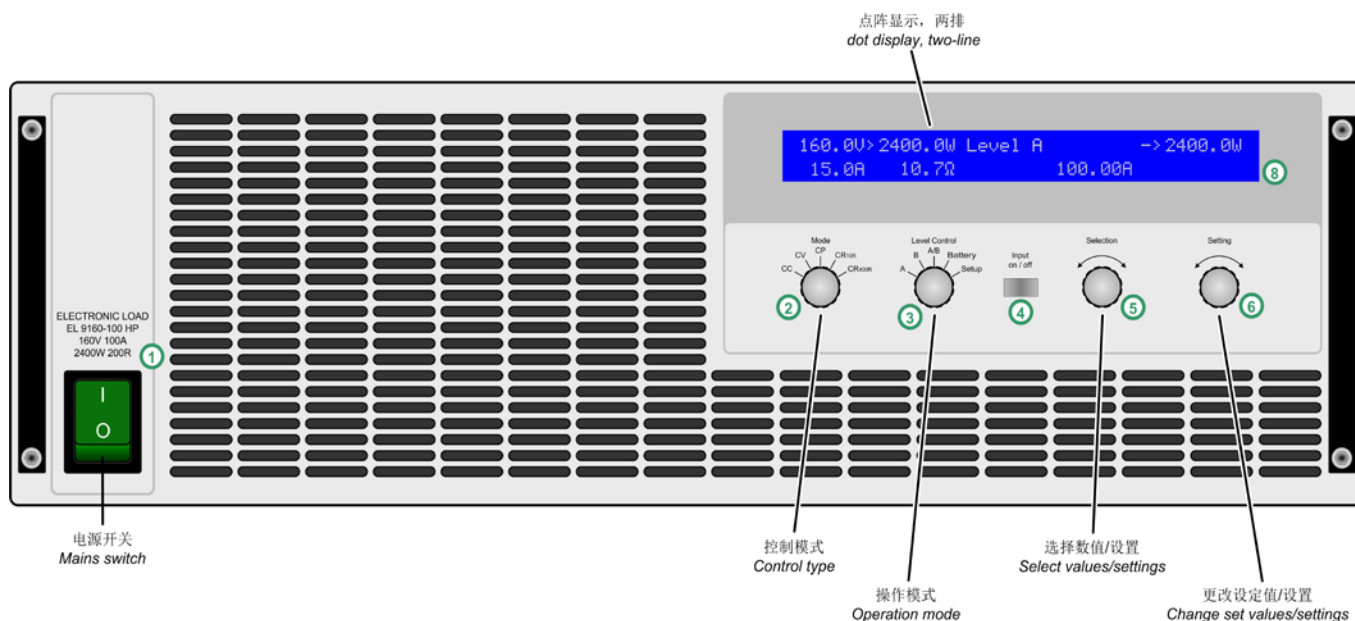 点阵显示，两排
dot display, two-line
160.0V>2400.0W Level A ->2400.0W
15.0A 10.7Ω 100.00A
8
Mode
CC CV CP CR10R CR400R
2
Level Control
A B A/B Battery Setup
3
Input
on / off
4
Selection
5
Setting
6
ELECTRONIC LOAD
EL 9160-100 HP
160V 100A
2400W 200R
1
I
O
电源开关
Mains switch
控制模式
Control type
操作模式
Operation mode
选择数值/设置
Select values/settings
更改设定值/设置
Change set values/settings